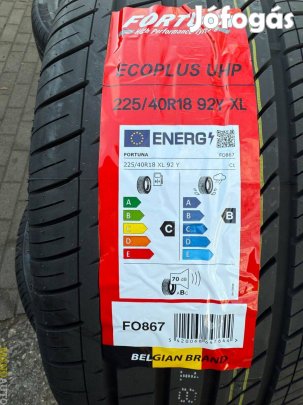 Jófogás
FORTUNA
High Performance Tyres
ECOPLUS UHP
225/40R18 92Y XL
ENERG
FORTUNA FO867
225/40R18 XL 92 Y C1
A A
B B B
C C C
D D
E E
70 dB
B
FO867
BELGIAN BRAND